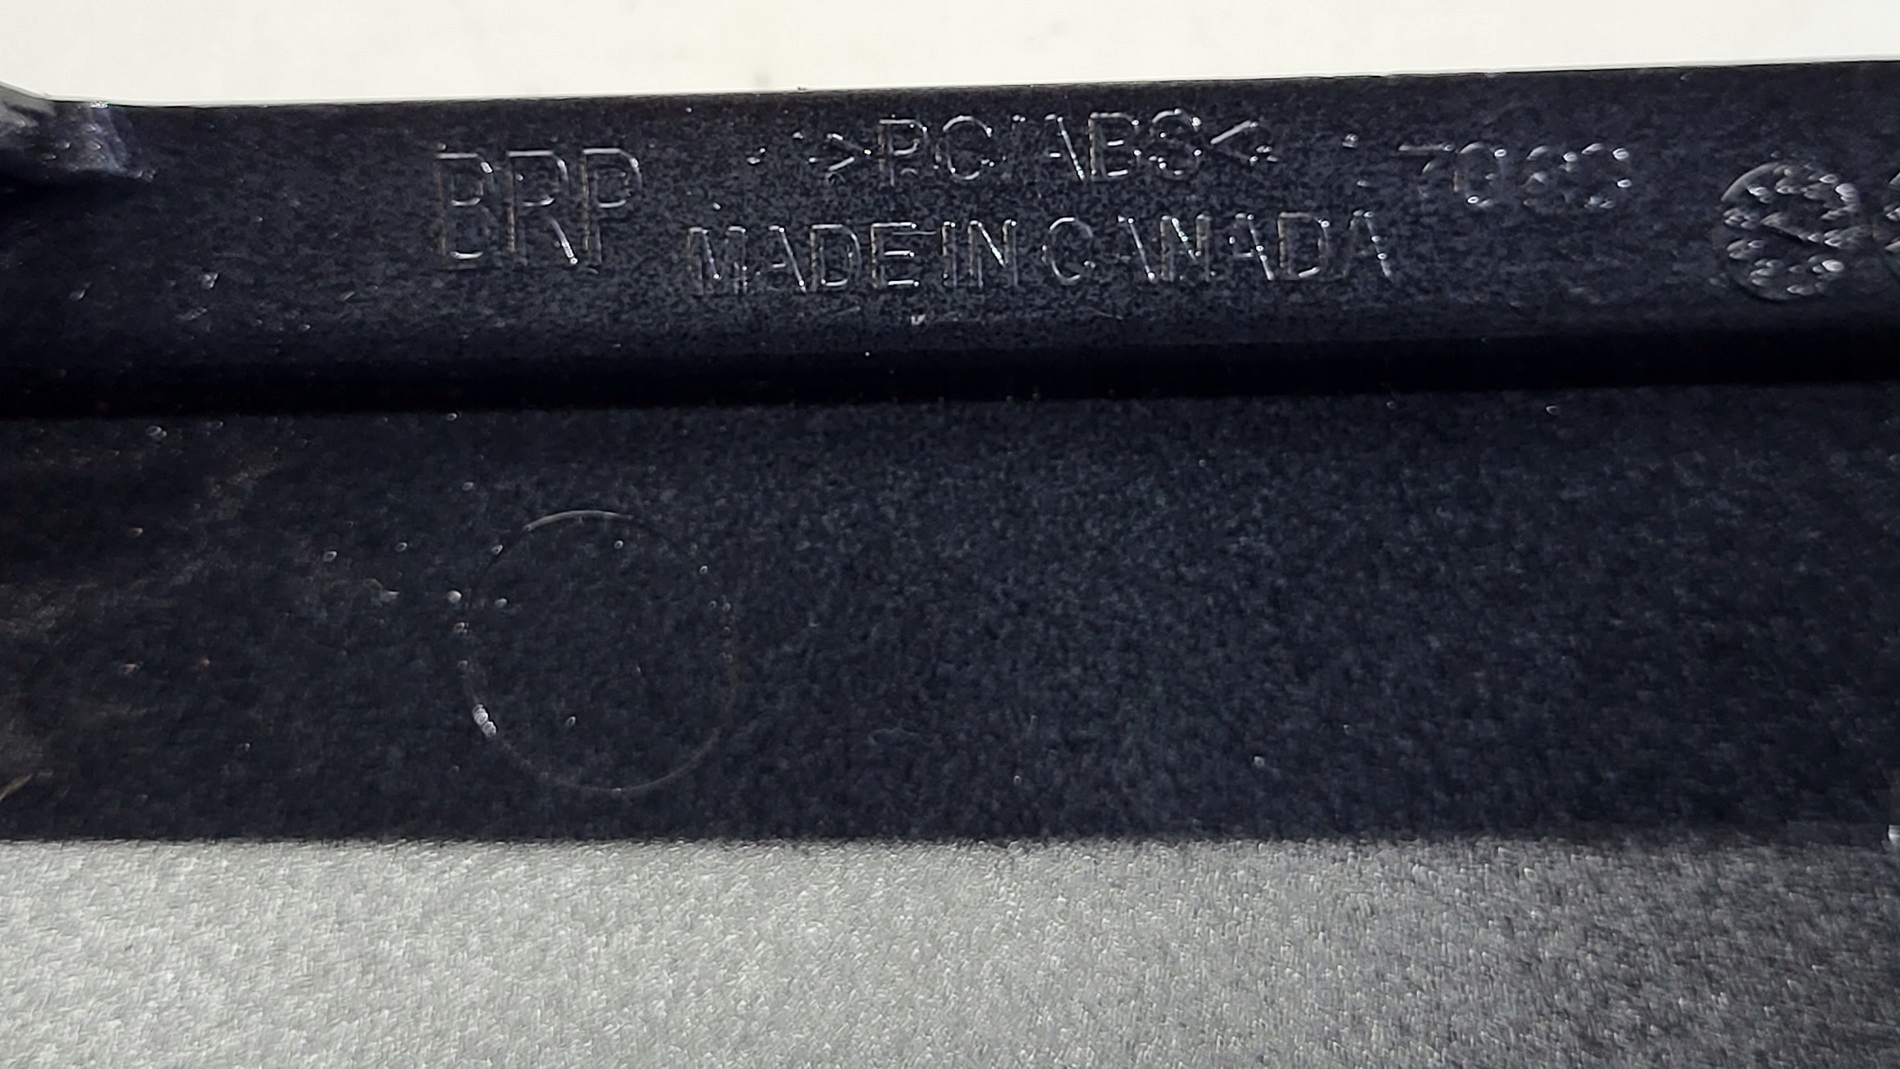 BRP >PC/ABS<
MADE IN CANADA